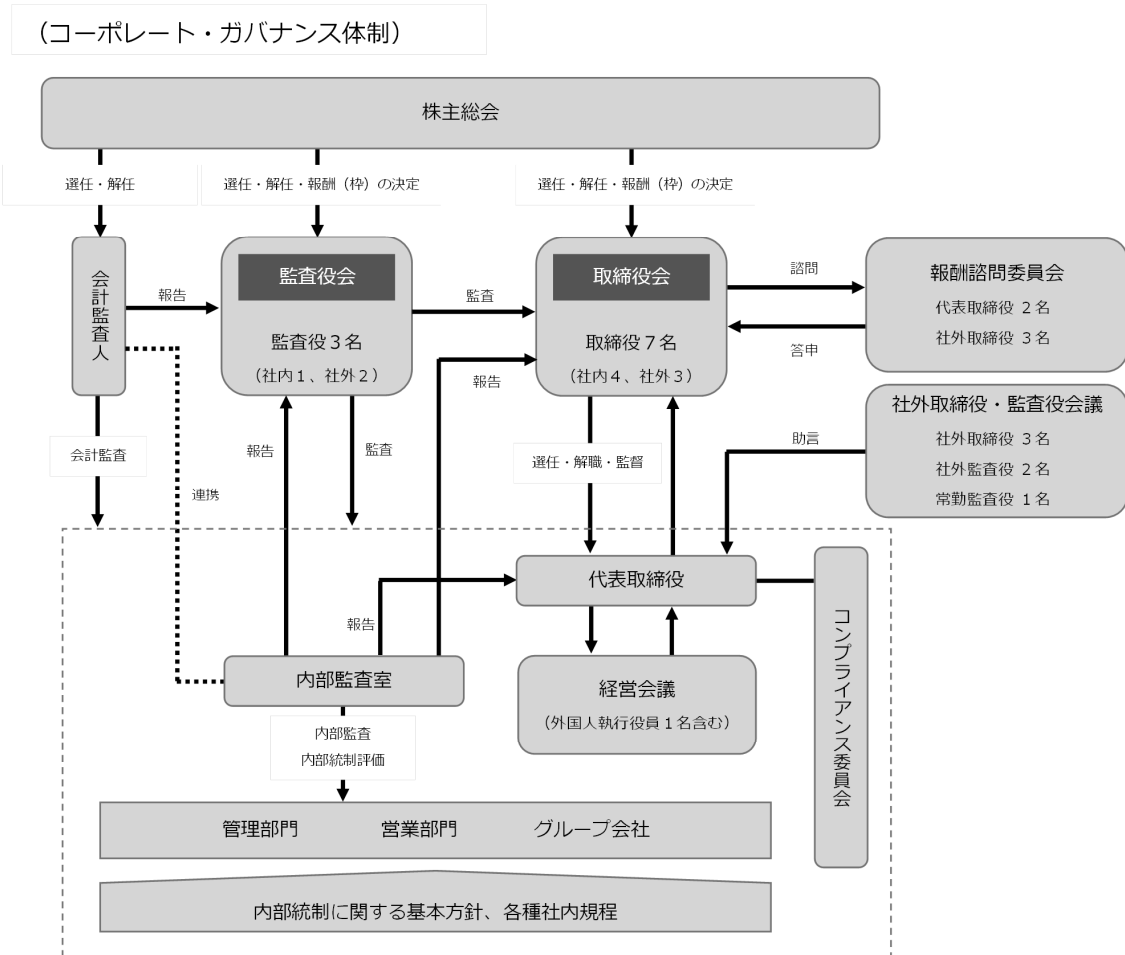 （コーポレート・ガバナンス体制）
株主総会
選任・解任
選任・解任・報酬（枠）の決定
選任・解任・報酬（枠）の決定
会計監査人
報告
監査役会
監査役３名
（社内１、社外２）
監査
取締役会
取締役７名
（社内４、社外３）
諮問
答申
報酬諮問委員会
代表取締役 ２名
社外取締役 ３名
社外取締役・監査役会議
社外取締役 ３名
社外監査役 ２名
常勤監査役 １名
助言
会計監査
連携
報告
監査
報告
選任・解職・監督
代表取締役
報告
内部監査室
経営会議
（外国人執行役員１名含む）
コンプライアンス委員会
内部監査
内部統制評価
管理部門
営業部門
グループ会社
内部統制に関する基本方針、各種社内規程